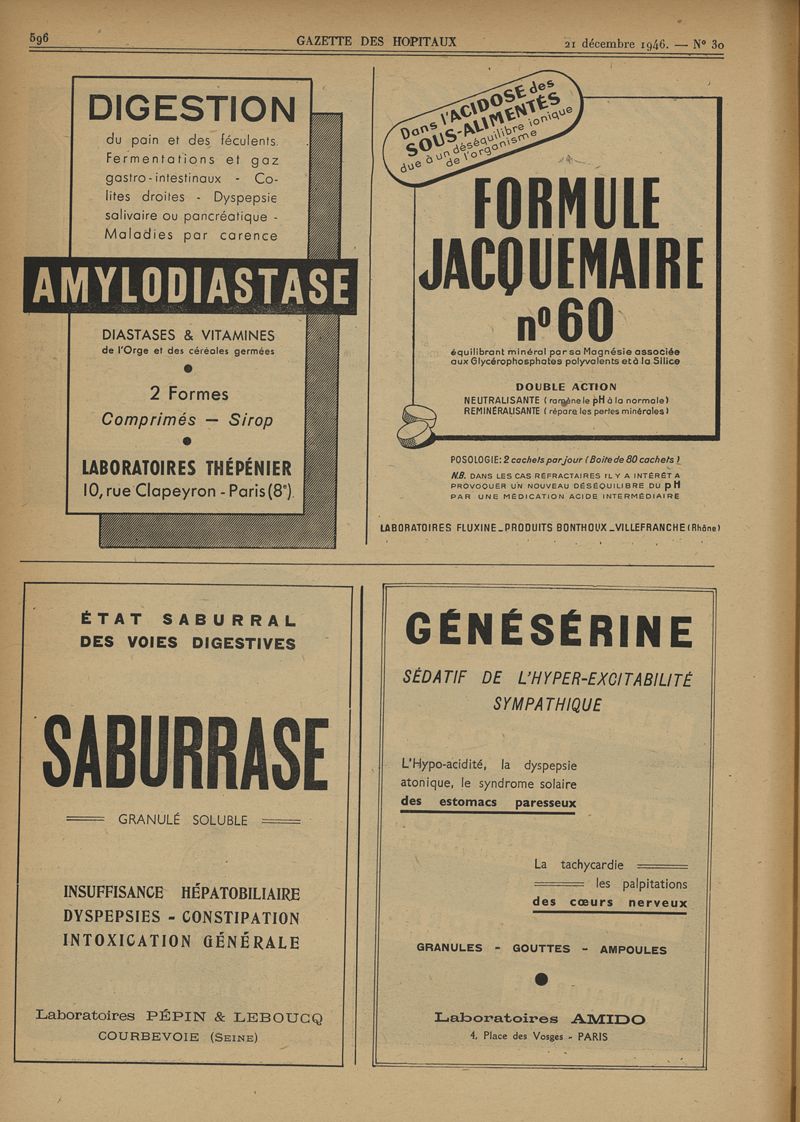 596
GAZETTE DES HOPITAUX
21 décembre 1946. — N° 30
DIGESTION
du pain et des féculents.
Fermentations et gaz
gastro-intestinaux - Co-
lites droites - Dyspepsie
salivaire ou pancréatique -
Maladies par carence
AMYLODIASTASE
DIASTASES & VITAMINES
de l'Orge et des céréales germées
2 Formes
Comprimés — Sirop
LABORATOIRES THÉPÉNIER
10, rue Clapeyron - Paris (8e)
Dans l'ACIDOSE des
SOUS-ALIMENTÉS
due à un déséquilibre ionique
de l'organisme
FORMULE
JACQUEMAIRE
nº 60
équilibrant minéral par sa Magnésie associée
aux Glycérophosphates polyvalents et à la Silice
DOUBLE ACTION
NEUTRALISANTE (ramène le pH à la normale)
REMINÉRALISANTE (répare les pertes minérales)
POSOLOGIE: 2 cachets par jour (Boite de 80 cachets)
N.B. DANS LES CAS RÉFRACTAIRES IL Y A INTÉRÊT A
PROVOQUER UN NOUVEAU DÉSÉQUILIBRE DU pH
PAR UNE MÉDICATION ACIDE INTERMÉDIAIRE
LABORATOIRES FLUXINE_PRODUITS BONTHOUX_VILLEFRANCHE (Rhône)
ÉTAT SABURRAL
DES VOIES DIGESTIVES
SABURRASE
GRANULÉ SOLUBLE
INSUFFISANCE HÉPATOBILIAIRE
DYSPEPSIES - CONSTIPATION
INTOXICATION GÉNÉRALE
Laboratoires PÉPIN & LEBOUCQ
COURBEVOIE (SEINE)
GÉNÉSÉRINE
SÉDATIF DE L'HYPER-EXCITABILITÉ
SYMPATHIQUE
L'Hypo-acidité, la dyspepsie
atonique, le syndrome solaire
des estomacs paresseux
La tachycardie
les palpitations
des cœurs nerveux
GRANULES - GOUTTES - AMPOULES
Laboratoires AMIDO
4, Place des Vosges - PARIS